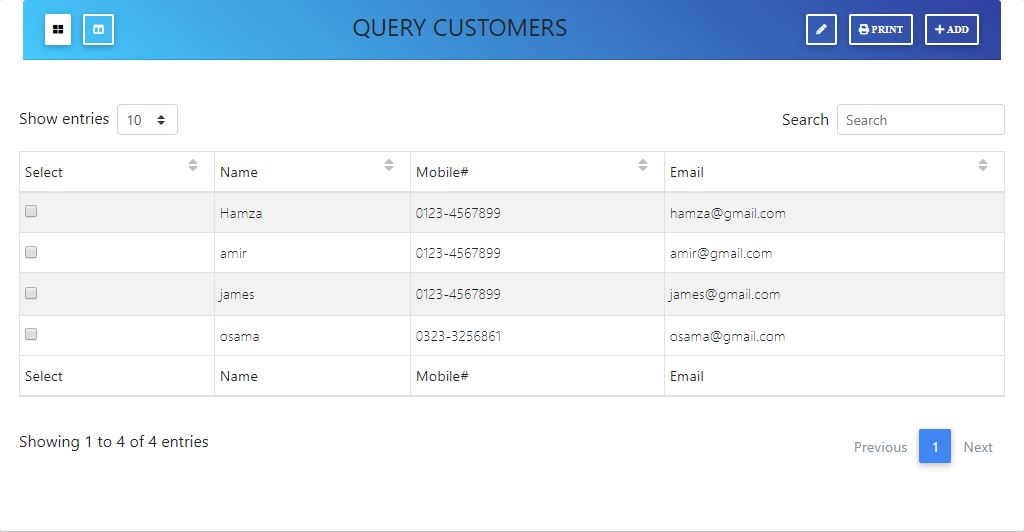 QUERY CUSTOMERS PRINT ADD
Show entries 10 Search Search
Select Name Mobile# Email
Hamza 0123-4567899 hamza@gmail.com
amir 0123-4567899 amir@gmail.com
james 0123-4567899 james@gmail.com
osama 0323-3256861 osama@gmail.com
Select Name Mobile# Email
Showing 1 to 4 of 4 entries Previous 1 Next